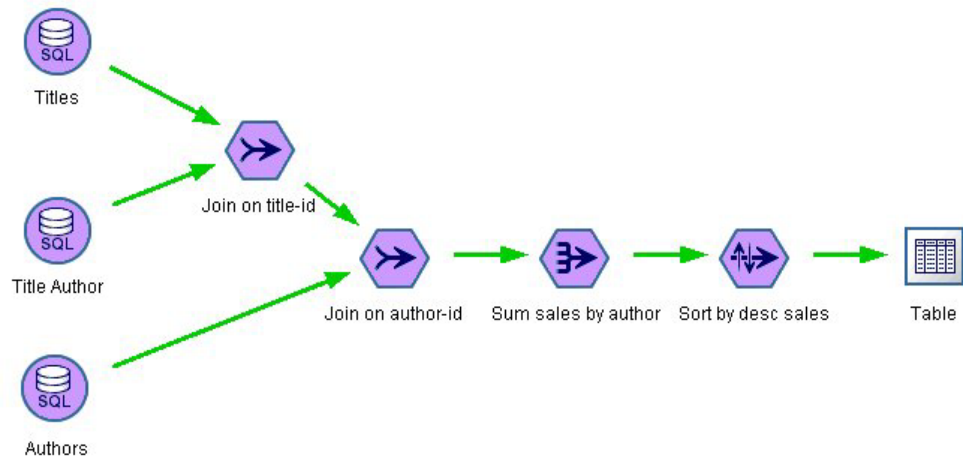 SQL
Titles
Join on title-id
SQL
Title Author
Join on author-id
Sum sales by author
Sort by desc sales
Table
SQL
Authors